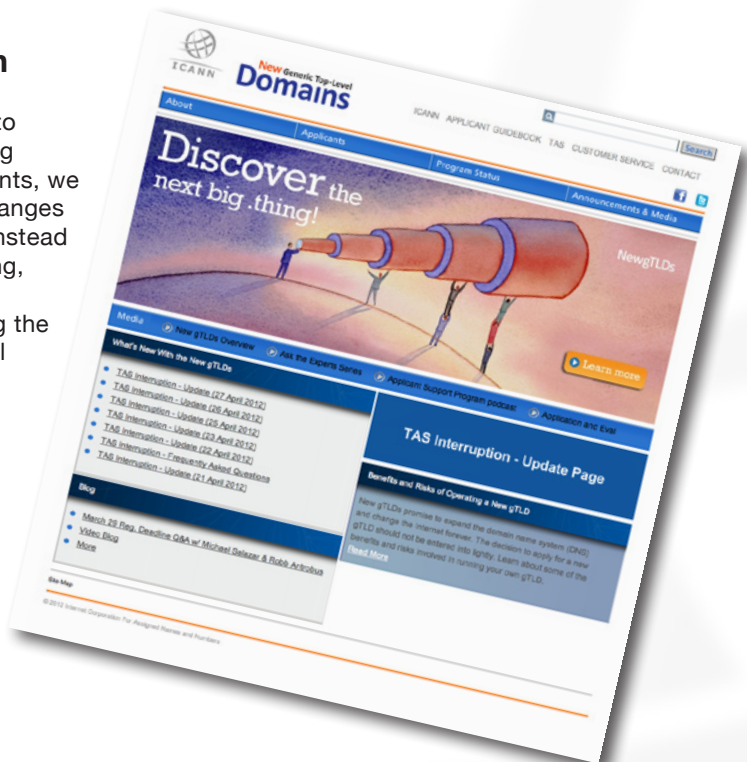 n
to
g
nts, we
anges
nstead
ng,
g the
l
ICANN
New Generic Top-Level
Domains
ICANN APPLICANT GUIDEBOOK TAS CUSTOMER SERVICE CONTACT
Search
About
Applicants
Program Status
Announcements & Media
Discover the
next big .thing!
NewgTLDs
Learn more
Media
New gTLDs Overview
Ask the Experts Series
Applicant Support Program podcast
Application and Eval
What's New With the New gTLDs
TAS Interruption - Update (27 April 2012)
TAS Interruption - Update (26 April 2012)
TAS Interruption - Update (25 April 2012)
TAS Interruption - Update (23 April 2012)
TAS Interruption - Update (22 April 2012)
TAS Interruption - Frequently Asked Questions
TAS Interruption - Update (21 April 2012)
Blog
March 29 Reg. Deadline Q&A w/ Michael Salazar & Robb Antrobus
Video Blog
More
TAS Interruption - Update Page
Benefits and Risks of Operating a New gTLD
New gTLDs promise to expand the domain name system (DNS)
and change the internet forever. The decision to apply for a new
gTLD should not be entered into lightly. Learn about some of the
benefits and risks involved in running your own gTLD.
Read More
Site Map
© 2012 Internet Corporation For Assigned Names and Numbers